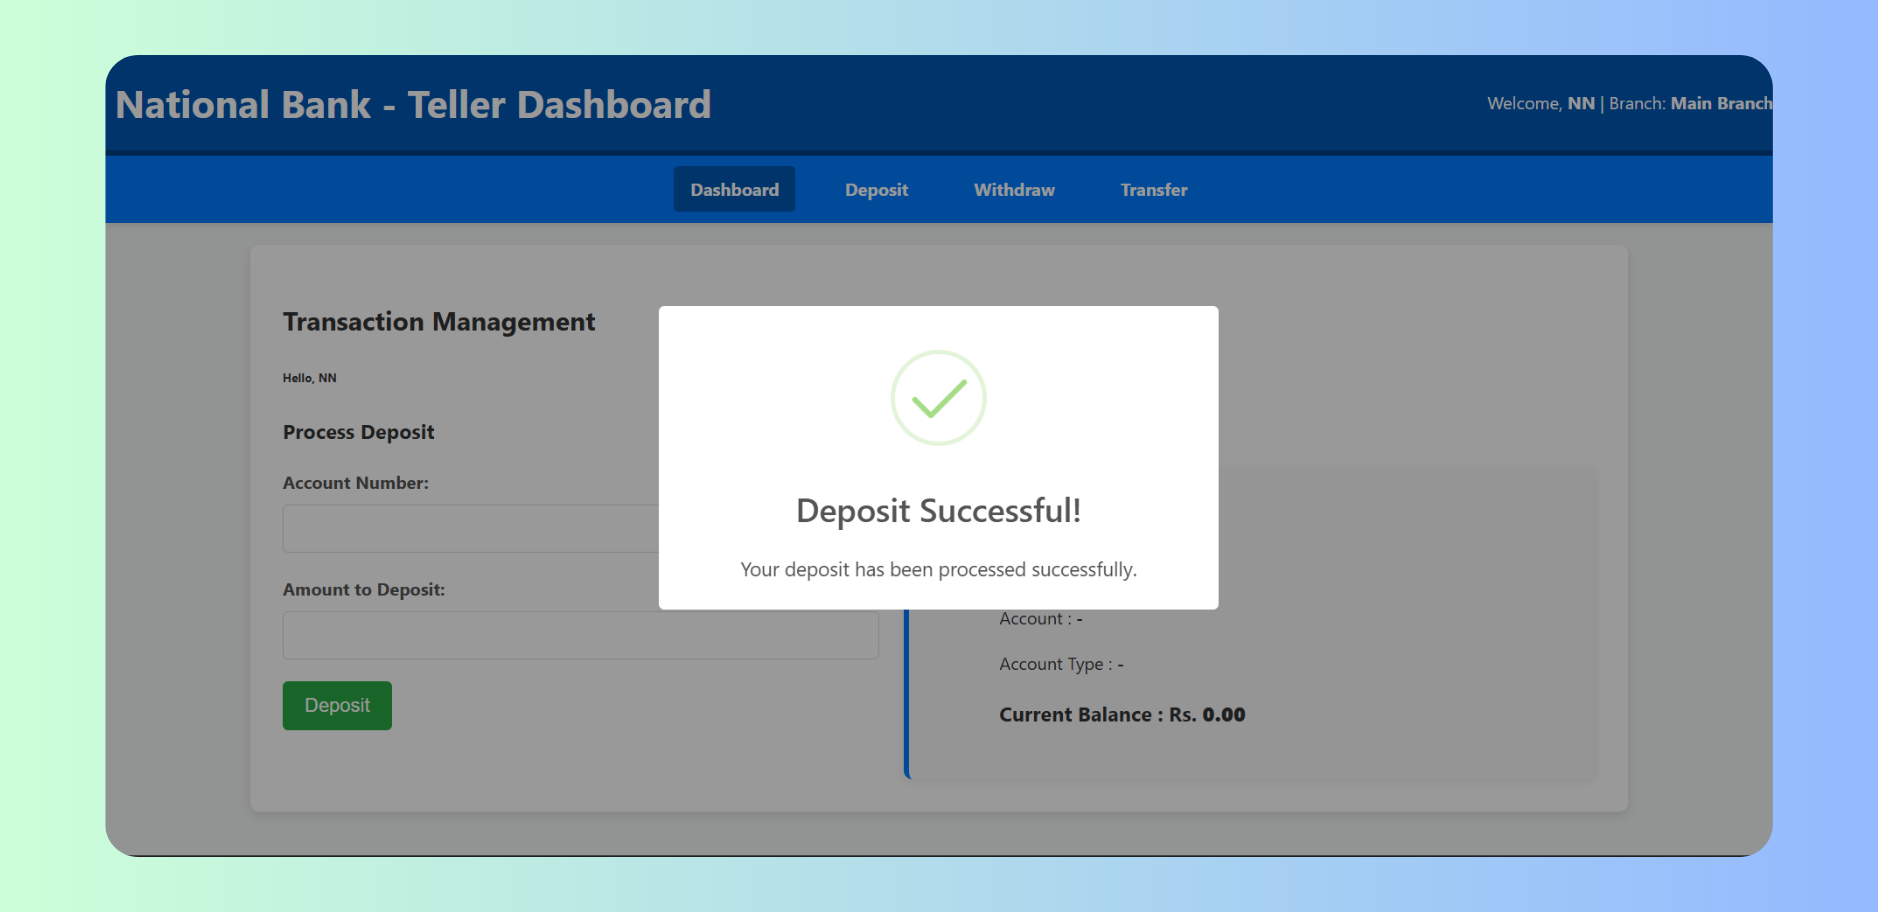 National Bank - Teller Dashboard
Welcome, NN | Branch: Main Branch
Dashboard Deposit Withdraw Transfer
Transaction Management
Hello, NN
Process Deposit
Account Number:
Amount to Deposit:
Deposit
Deposit Successful!
Your deposit has been processed successfully.
Account : -
Account Type : -
Current Balance : Rs. 0.00